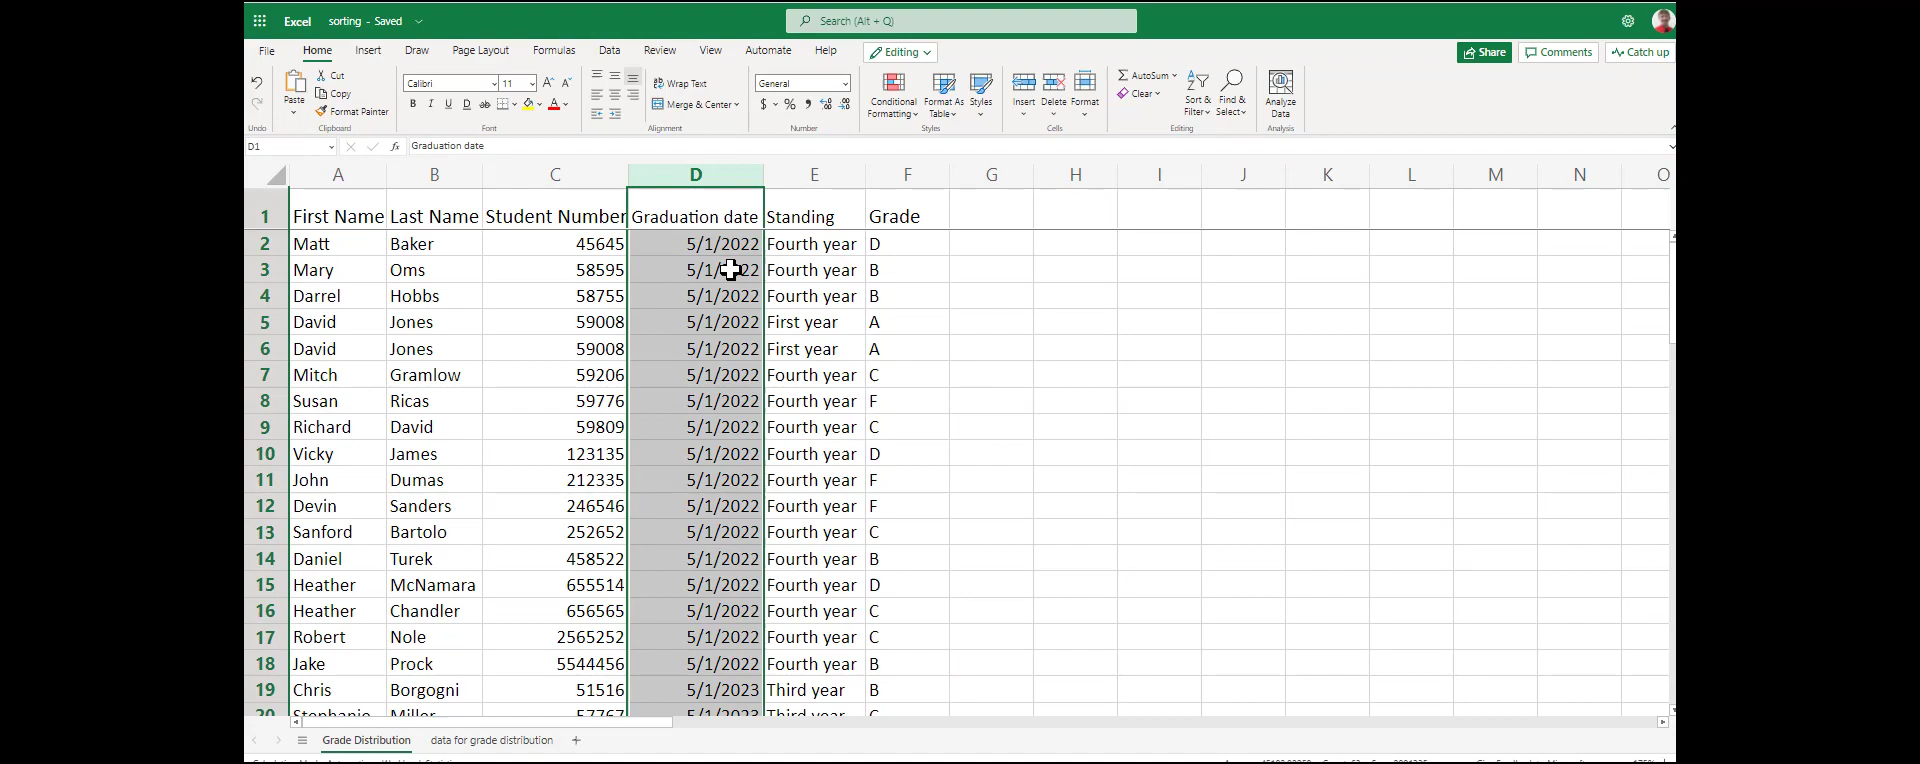 Excel sorting - Saved Search (Alt + Q)
File Home Insert Draw Page Layout Formulas Data Review View Automate Help Editing Share Comments Catch up
Cut Calibri 11 Wrap Text General AutoSum
Copy Clear
Paste Format Painter B I U D ab Merge & Center $ % Conditional Formatting Format As Table Styles Insert Delete Format Sort & Filter Find & Select Analyze Data
Undo Clipboard Font Alignment Number Styles Cells Editing Analysis
D1 fx Graduation date
A B C D E F G H I J K L M N O
1 First Name Last Name Student Number Graduation date Standing Grade
2 Matt Baker 45645 5/1/2022 Fourth year D
3 Mary Oms 58595 5/1/ 22 Fourth year B
4 Darrel Hobbs 58755 5/1/2022 Fourth year B
5 David Jones 59008 5/1/2022 First year A
6 David Jones 59008 5/1/2022 First year A
7 Mitch Gramlow 59206 5/1/2022 Fourth year C
8 Susan Ricas 59776 5/1/2022 Fourth year F
9 Richard David 59809 5/1/2022 Fourth year C
10 Vicky James 123135 5/1/2022 Fourth year D
11 John Dumas 212335 5/1/2022 Fourth year F
12 Devin Sanders 246546 5/1/2022 Fourth year F
13 Sanford Bartolo 252652 5/1/2022 Fourth year C
14 Daniel Turek 458522 5/1/2022 Fourth year B
15 Heather McNamara 655514 5/1/2022 Fourth year D
16 Heather Chandler 656565 5/1/2022 Fourth year C
17 Robert Nole 2565252 5/1/2022 Fourth year C
18 Jake Prock 5544456 5/1/2022 Fourth year B
19 Chris Borgogni 51516 5/1/2023 Third year B
20 Stephanie Miller 57767 5/1/2023 Third year C
Grade Distribution data for grade distribution +